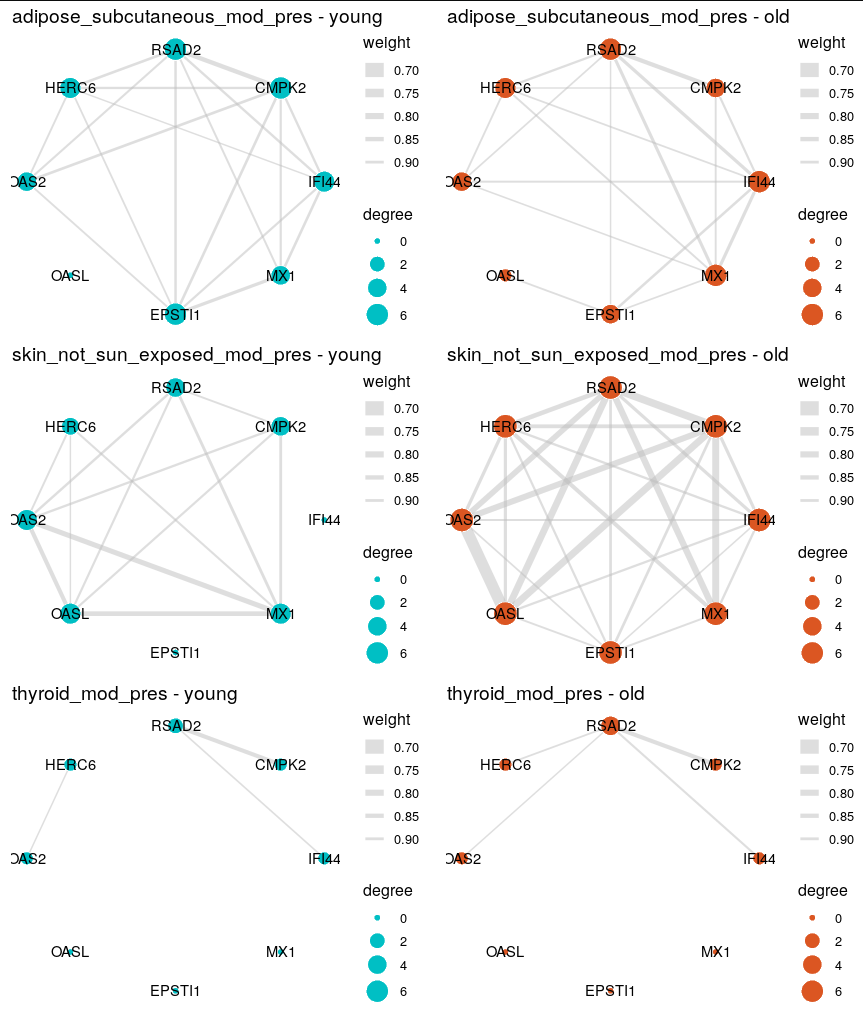 adipose_subcutaneous_mod_pres - young
RSAD2
HERC6
CMPK2
OAS2
IFI44
OASL
MX1
EPSTI1
weight
0.70
0.75
0.80
0.85
0.90
degree
0
2
4
6
adipose_subcutaneous_mod_pres - old
RSAD2
HERC6
CMPK2
OAS2
IFI44
OASL
MX1
EPSTI1
weight
0.70
0.75
0.80
0.85
0.90
degree
0
2
4
6
skin_not_sun_exposed_mod_pres - young
RSAD2
HERC6
CMPK2
OAS2
IFI44
OASL
MX1
EPSTI1
weight
0.70
0.75
0.80
0.85
0.90
degree
0
2
4
6
skin_not_sun_exposed_mod_pres - old
RSAD2
HERC6
CMPK2
OAS2
IFI44
OASL
MX1
EPSTI1
weight
0.70
0.75
0.80
0.85
0.90
degree
0
2
4
6
thyroid_mod_pres - young
RSAD2
HERC6
CMPK2
OAS2
IFI44
OASL
MX1
EPSTI1
weight
0.70
0.75
0.80
0.85
0.90
degree
0
2
4
6
thyroid_mod_pres - old
RSAD2
HERC6
CMPK2
OAS2
IFI44
OASL
MX1
EPSTI1
weight
0.70
0.75
0.80
0.85
0.90
degree
0
2
4
6